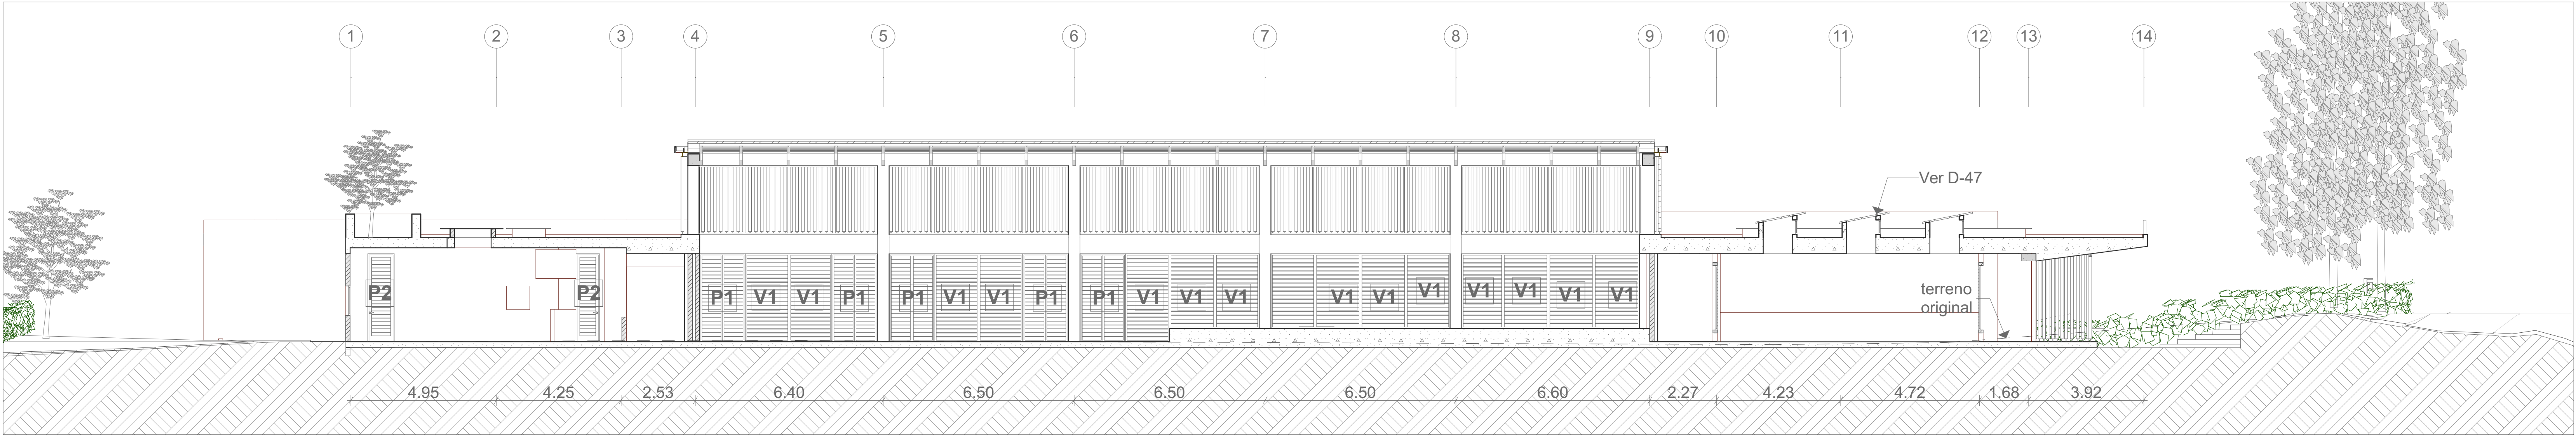 1 2 3 4 5 6 7 8 9 10 11 12 13 14
Ver D-47
P2 P2 P1 V1 V1 P1 P1 V1 V1 P1 P1 V1 V1 V1 V1 V1 V1 V1 V1 V1 V1
terreno
original
4.95 4.25 2.53 6.40 6.50 6.50 6.50 6.60 2.27 4.23 4.72 1.68 3.92